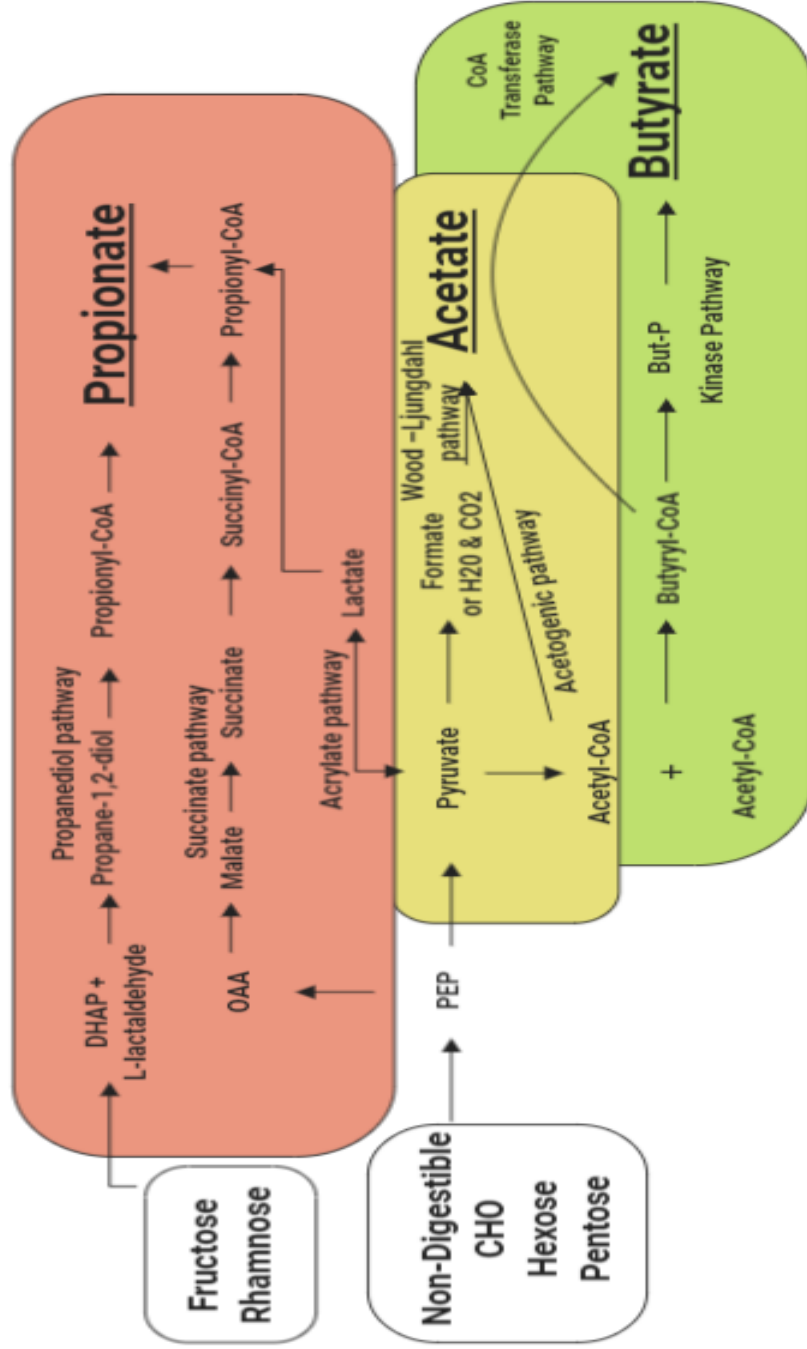 Fructose
Rhamnose
Non-Digestible
CHO
Hexose
Pentose
Propanediol pathway
DHAP +
L-lactaldehyde
Propane-1,2-diol
Propionyl-CoA
Propionate
Succinate pathway
OAA
Malate
Succinate
Succinyl-CoA
Propionyl-CoA
Acrylate pathway
Lactate
PEP
Pyruvate
Formate
or H20 & CO2
Wood –Ljungdahl
pathway
Acetate
Acetogenic pathway
Acetyl-CoA
+
Acetyl-CoA
Butyryl-CoA
But-P
Butyrate
Kinase Pathway
CoA
Transferase
Pathway